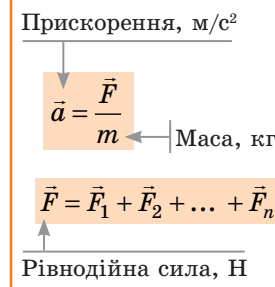 Прискорення, м/с²
a⃗ = F⃗/m
Маса, кг
F⃗ = F⃗₁ + F⃗₂ + ... + F⃗ₙ
Рівнодійна сила, Н